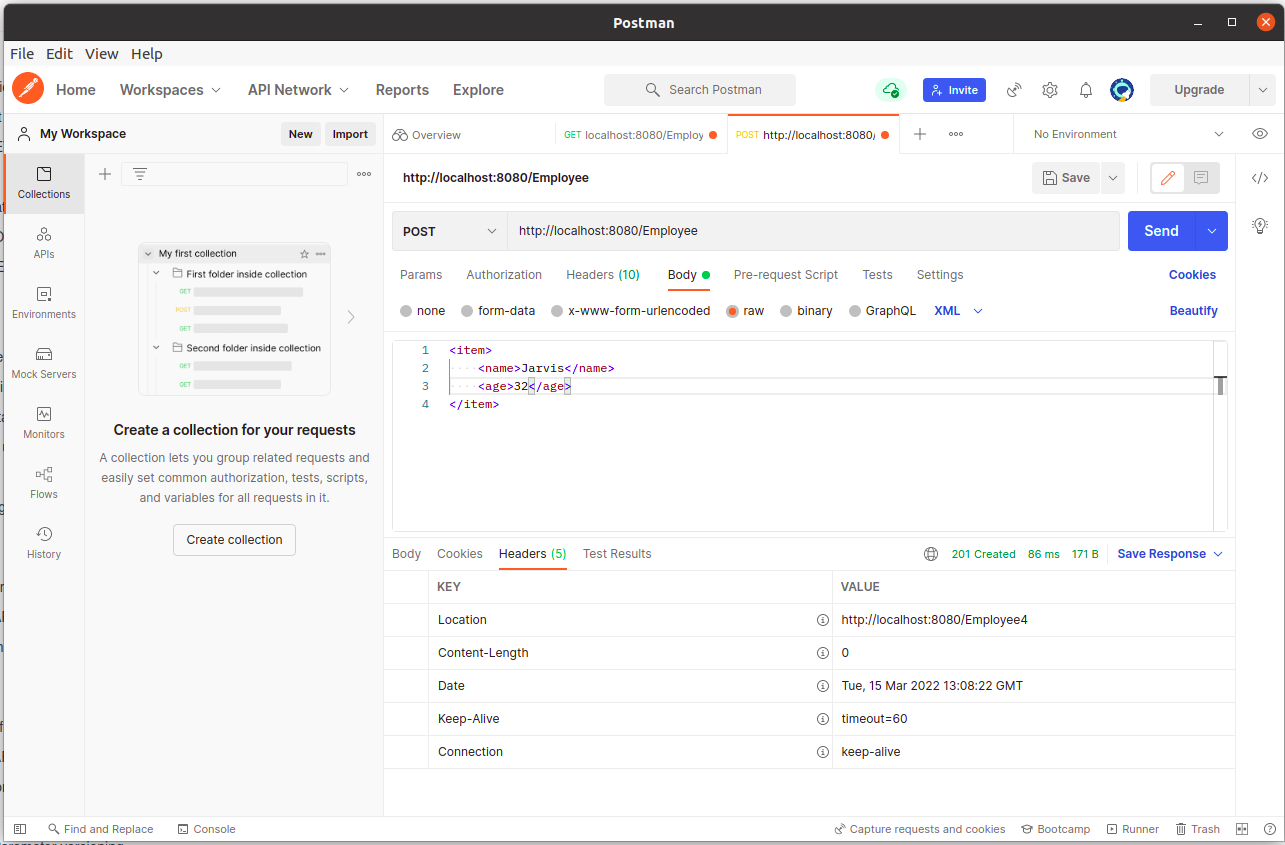 Postman
File Edit View Help
Home Workspaces API Network Reports Explore Search Postman Invite Upgrade
My Workspace New Import Overview GET localhost:8080/Employ POST http://localhost:8080/ No Environment
Collections
APIs
Environments
Mock Servers
Monitors
Flows
History
My first collection
First folder inside collection
GET
POST
GET
Second folder inside collection
GET
GET
Create a collection for your requests
A collection lets you group related requests and
easily set common authorization, tests, scripts,
and variables for all requests in it.
Create collection
http://localhost:8080/Employee Save
POST http://localhost:8080/Employee Send
Params Authorization Headers (10) Body Pre-request Script Tests Settings Cookies
none form-data x-www-form-urlencoded raw binary GraphQL XML Beautify
1 <item>
2 <name>Jarvis</name>
3 <age>32</age>
4 </item>
Body Cookies Headers (5) Test Results 201 Created 86 ms 171 B Save Response
KEY VALUE
Location http://localhost:8080/Employee4
Content-Length 0
Date Tue, 15 Mar 2022 13:08:22 GMT
Keep-Alive timeout=60
Connection keep-alive
Find and Replace Console Capture requests and cookies Bootcamp Runner Trash